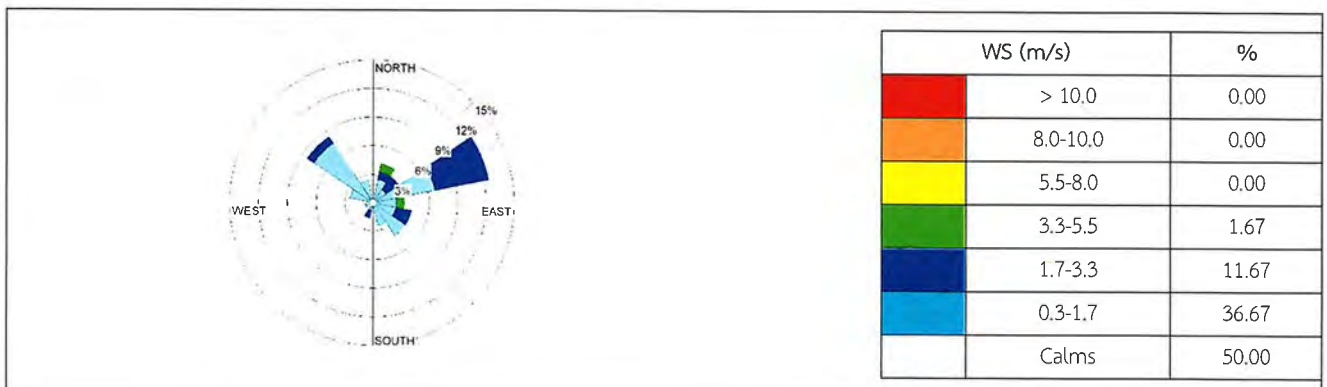 NORTH
15%
12%
9%
6%
3%
WEST
EAST
SOUTH
WS (m/s) %
> 10.0 0.00
8.0-10.0 0.00
5.5-8.0 0.00
3.3-5.5 1.67
1.7-3.3 11.67
0.3-1.7 36.67
Calms 50.00